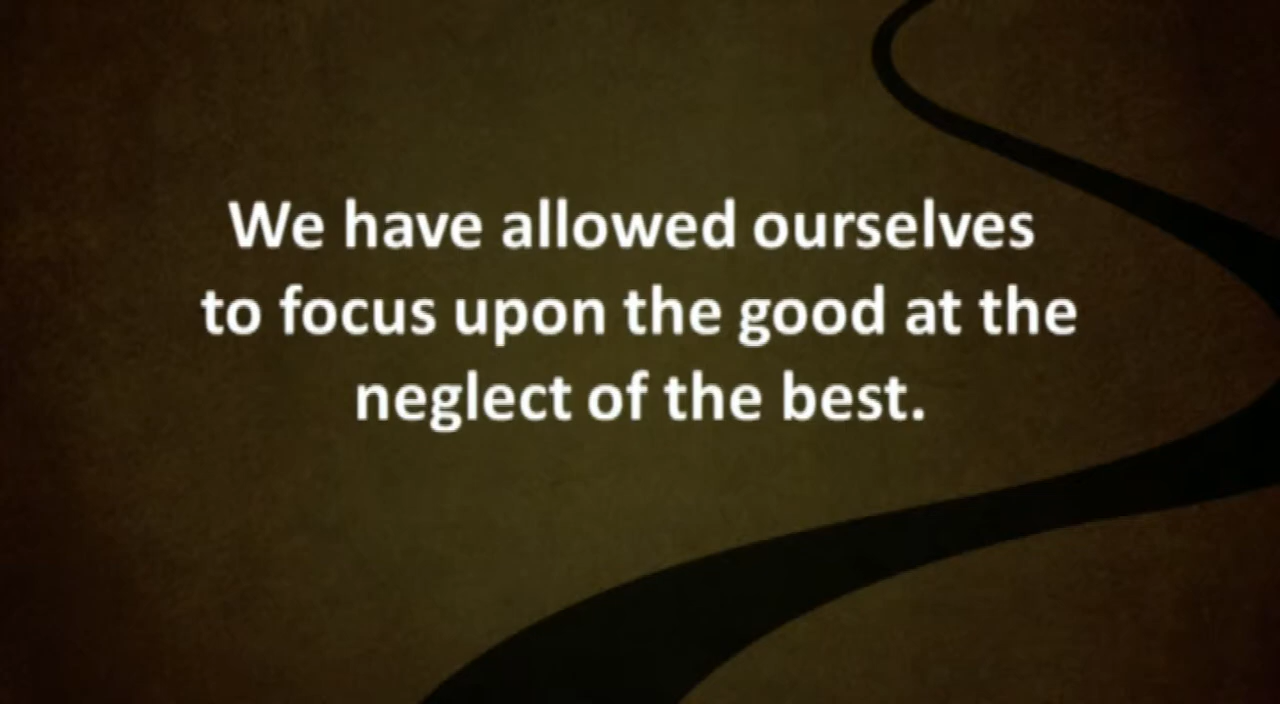 We have allowed ourselves
to focus upon the good at the
neglect of the best.